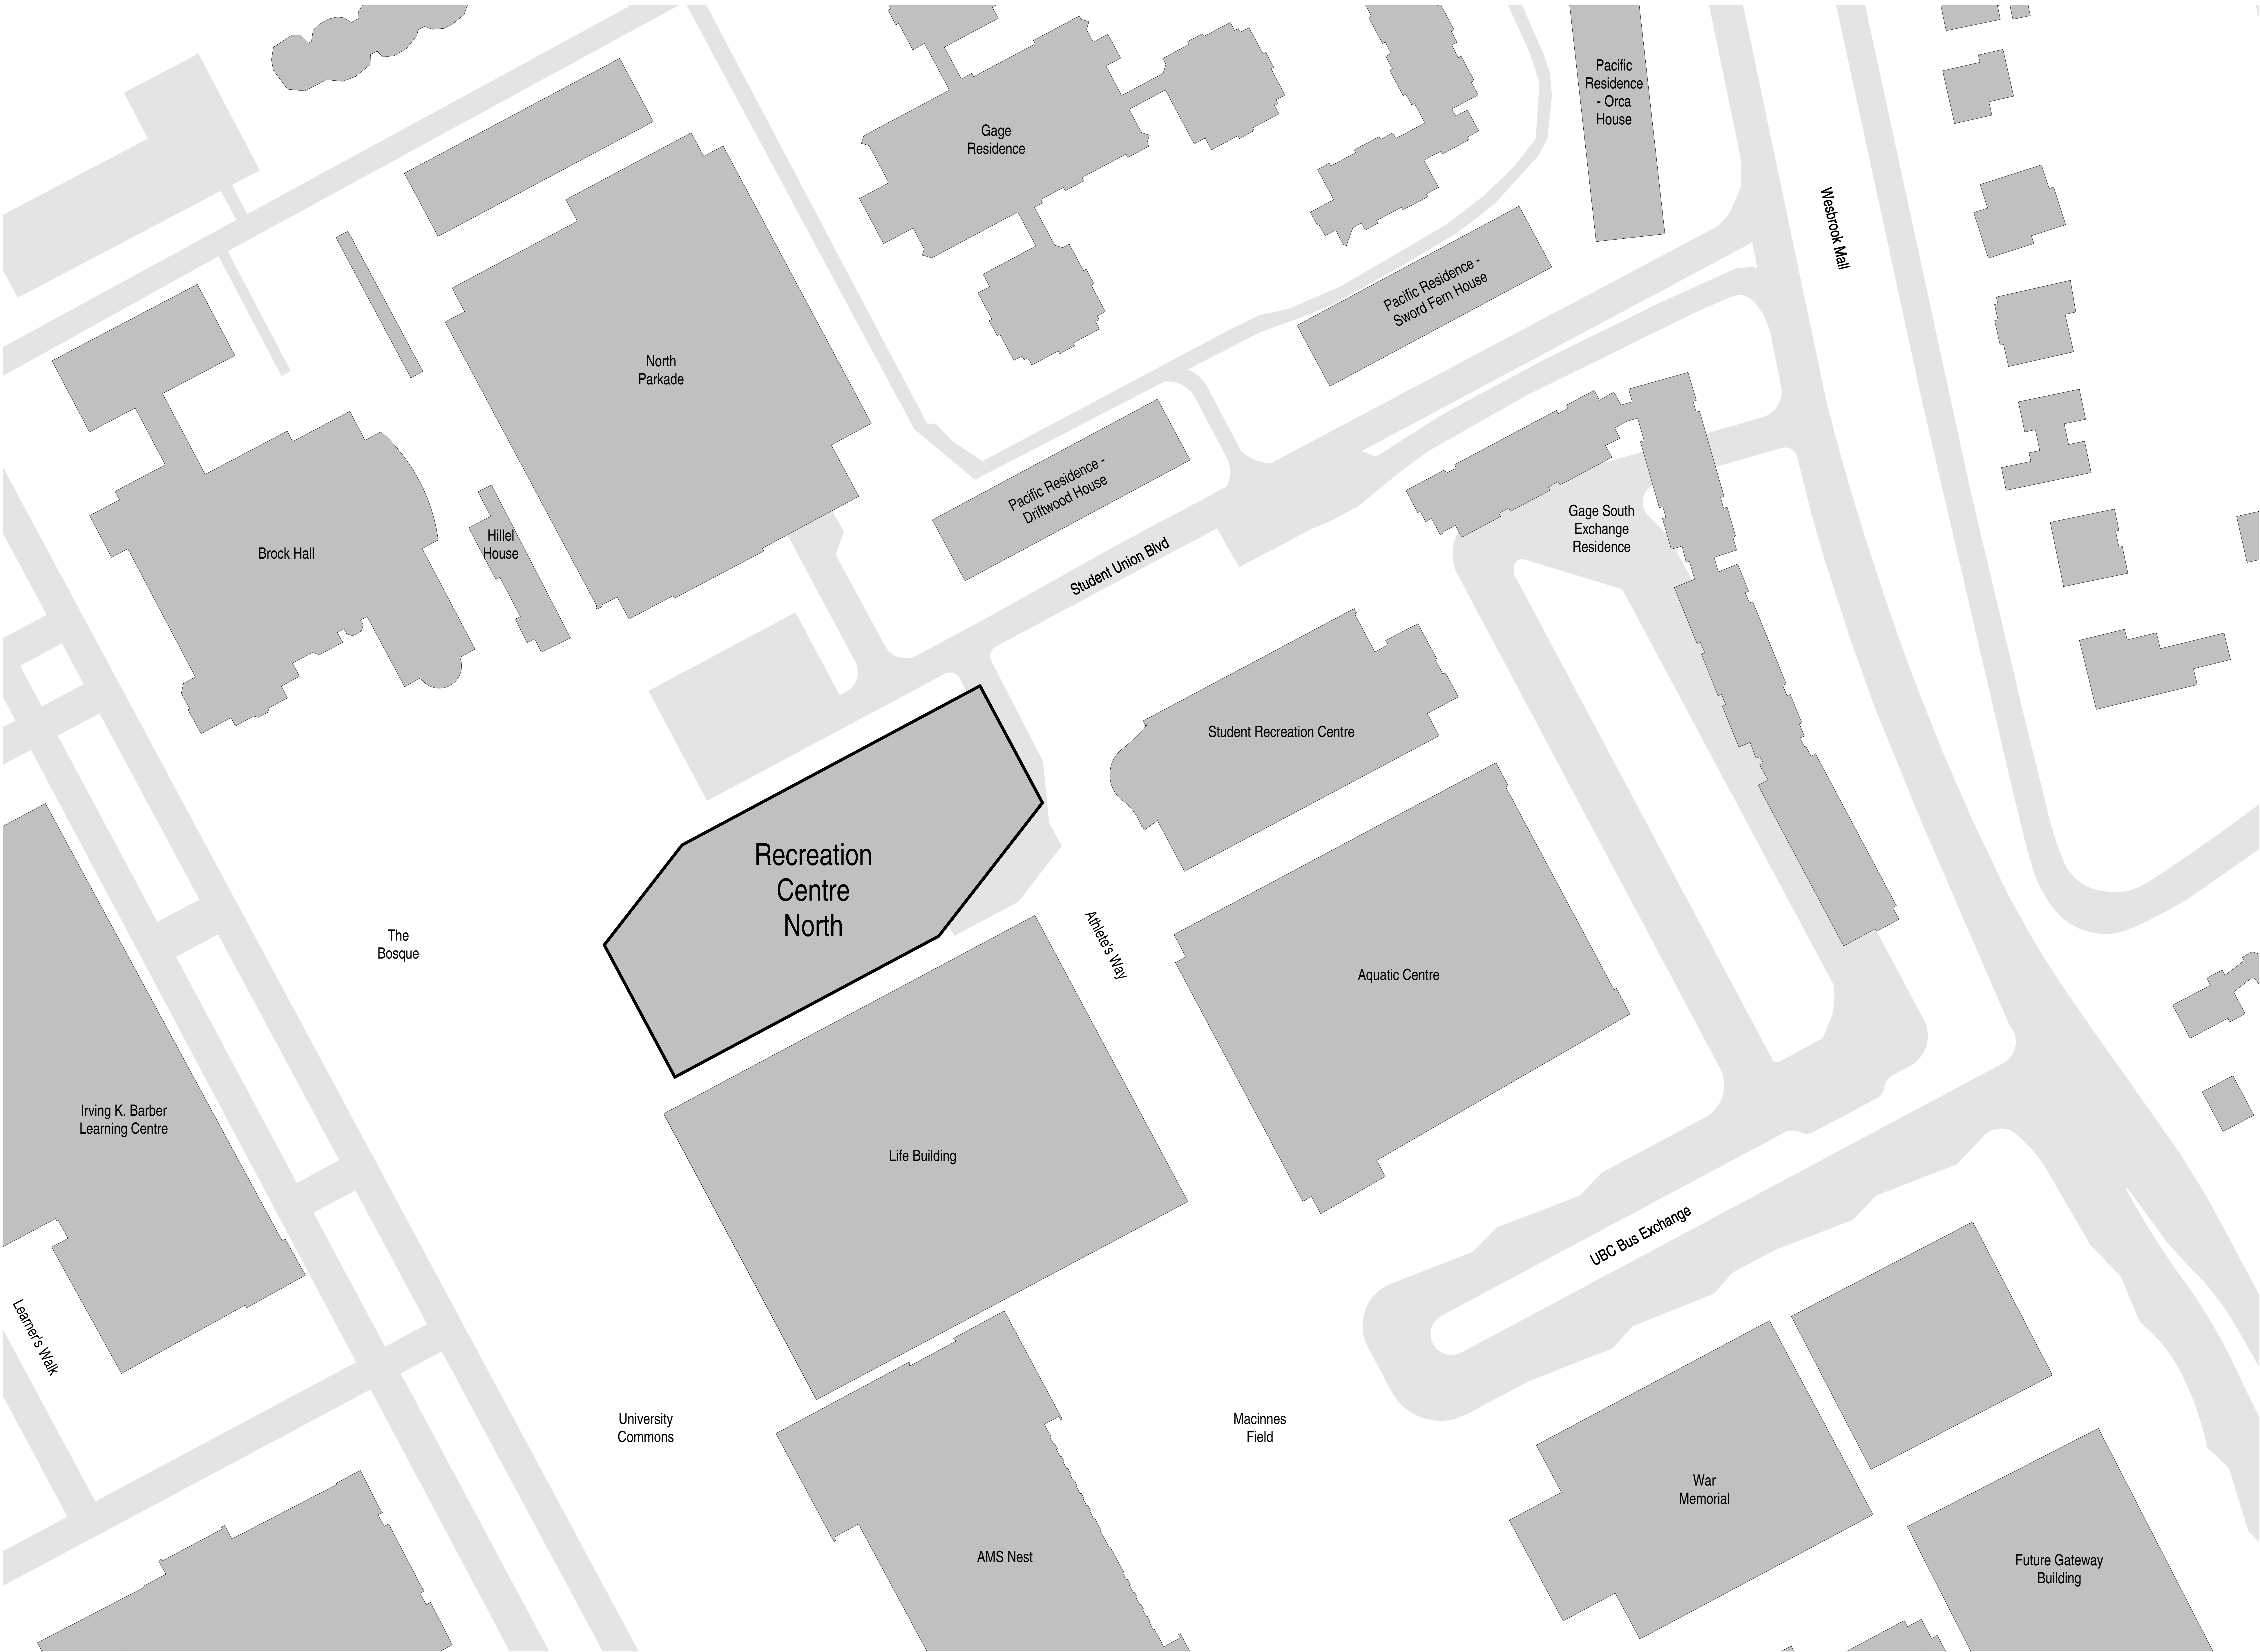 Pacific
Residence
- Orca
House
Gage
Residence
Wesbrook Mall
Pacific Residence -
Sword Fern House
North
Parkade
Pacific Residence -
Driftwood House
Gage South
Exchange
Residence
Brock Hall
Hillel
House
Student Union Blvd
Student Recreation Centre
Recreation
Centre
North
The
Bosque
Athlete's Way
Aquatic Centre
Irving K. Barber
Learning Centre
Life Building
UBC Bus Exchange
Learner's Walk
University
Commons
Macinnes
Field
War
Memorial
AMS Nest
Future Gateway
Building